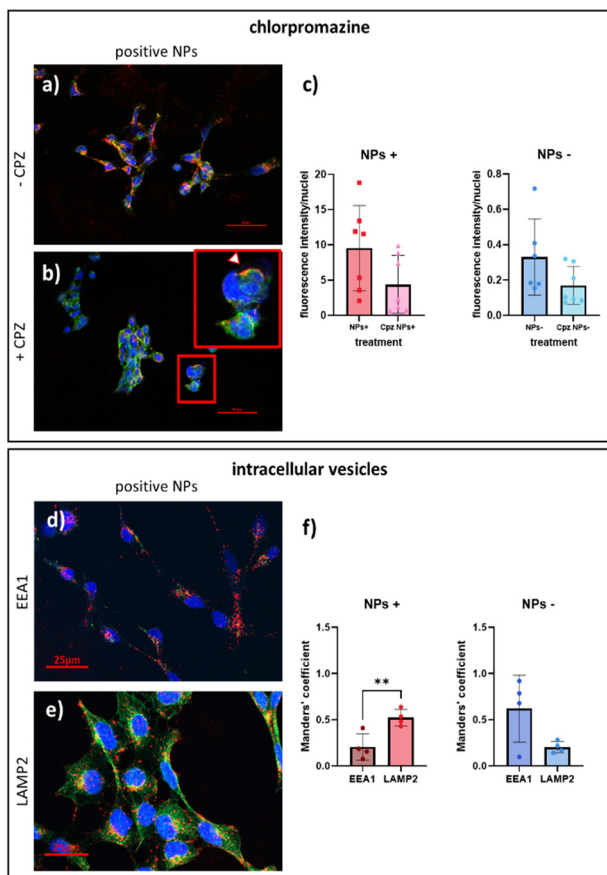 chlorpromazine
positive NPs
a)
- CPZ
b)
+ CPZ
c)
NPs +
fluorescence intensity/nuclei
20
15
10
5
0
NPs+ Cpz NPs+
treatment
NPs -
fluorescence intensity/nuclei
0.8
0.6
0.4
0.2
0.0
NPs- Cpz NPs-
treatment
intracellular vesicles
positive NPs
d)
EEA1
25µm
e)
LAMP2
25µm
f)
NPs +
Manders' coefficient
1.5
1.0
0.5
0.0
**
EEA1 LAMP2
NPs -
Manders' coefficient
1.5
1.0
0.5
0.0
EEA1 LAMP2